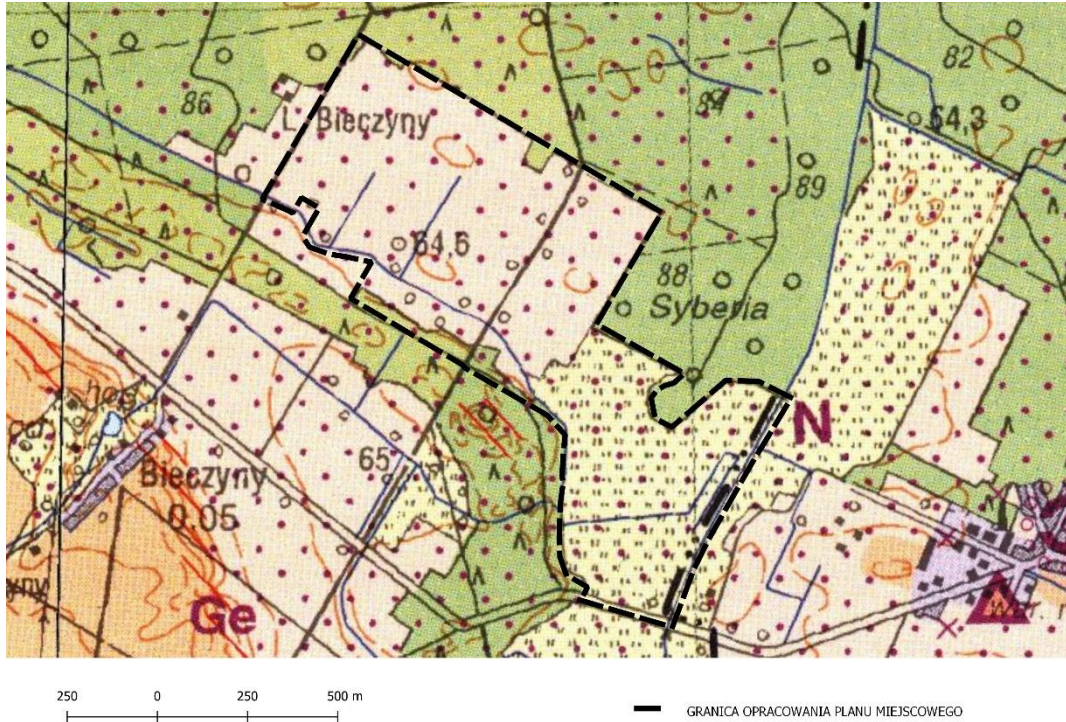 82
86
84
64,3
L. Bieczyny
89
64,6
88
Syberia
N
65
Bieczyny
0.05
Ge
250 0 250 500 m
GRANICA OPRACOWANIA PLANU MIEJSCOWEGO